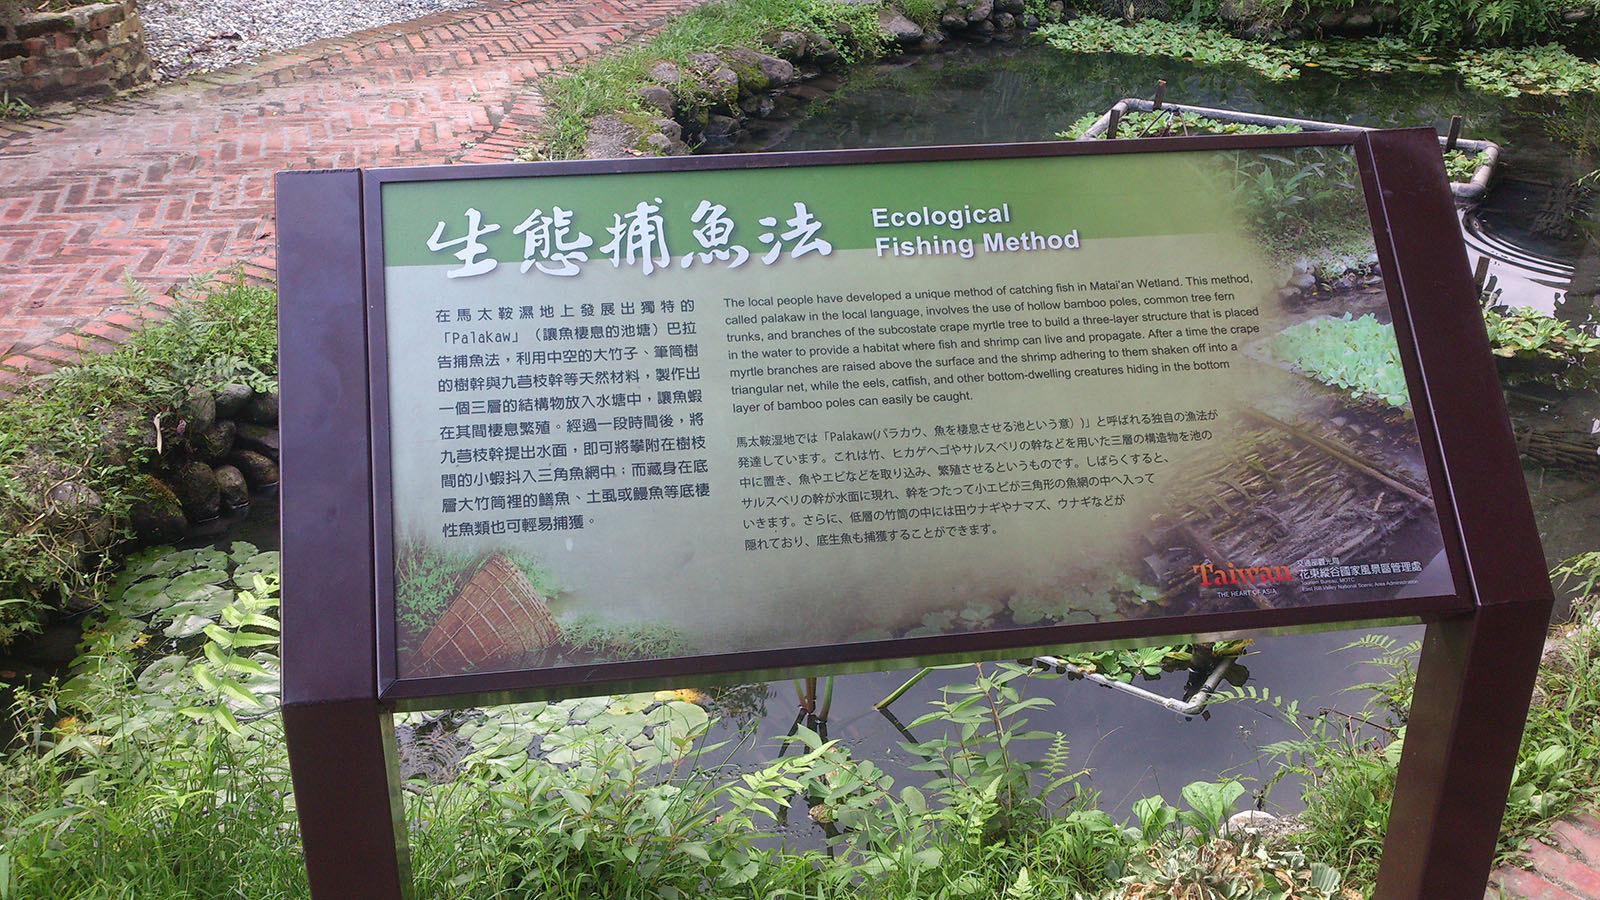 生態捕魚法
Ecological
Fishing Method
在馬太鞍濕地上發展出獨特的
「Palakaw」（讓魚棲息的池塘）巴拉
告捕魚法，利用中空的大竹子、筆筒樹
的樹幹與九芎枝幹等天然材料，製作出
一個三層的結構物放入水塘中，讓魚蝦
在其間棲息繁殖。經過一段時間後，將
九芎枝幹提出水面，即可將攀附在樹枝
間的小蝦抖入三角魚網中；而藏身在底
層大竹筒裡的鱔魚、土虱或鰻魚等底棲
性魚類也可輕易捕獲。
The local people have developed a unique method of catching fish in Matai'an Wetland. This method,
called palakaw in the local language, involves the use of hollow bamboo poles, common tree fern
trunks, and branches of the subcostate crape myrtle tree to build a three-layer structure that is placed
in the water to provide a habitat where fish and shrimp can live and propagate. After a time the crape
myrtle branches are raised above the surface and the shrimp adhering to them shaken off into a
triangular net, while the eels, catfish, and other bottom-dwelling creatures hiding in the bottom
layer of bamboo poles can easily be caught.
馬太鞍湿地では「Palakaw(パラカウ、魚を棲息させる池という意）)」と呼ばれる独自の漁法が
発達しています。これは竹、ヒカゲヘゴやサルスベリの幹などを用いた三層の構造物を池の
中に置き、魚やエビなどを取り込み、繁殖させるというものです。しばらくすると、
サルスベリの幹が水面に現れ、幹をつたって小エビが三角形の魚網の中へ入って
いきます。さらに、低層の竹筒の中には田ウナギやナマズ、ウナギなどが
隠れており、底生魚も捕獲することができます。
Taiwan
THE HEART OF ASIA
交通部觀光局
花東縱谷國家風景區管理處
Tourism Bureau, MOTC
East Rift Valley National Scenic Area Administration